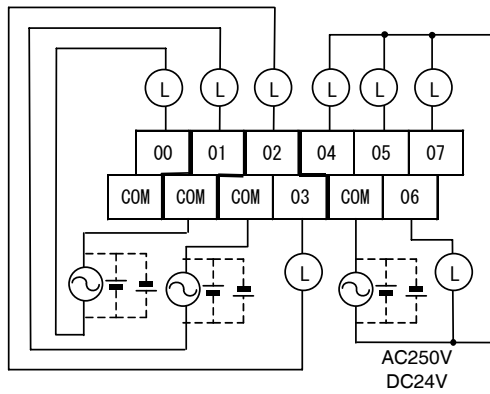 L L L L L L
00 01 02 04 05 07
COM COM COM 03 COM 06
L L
AC250V
DC24V